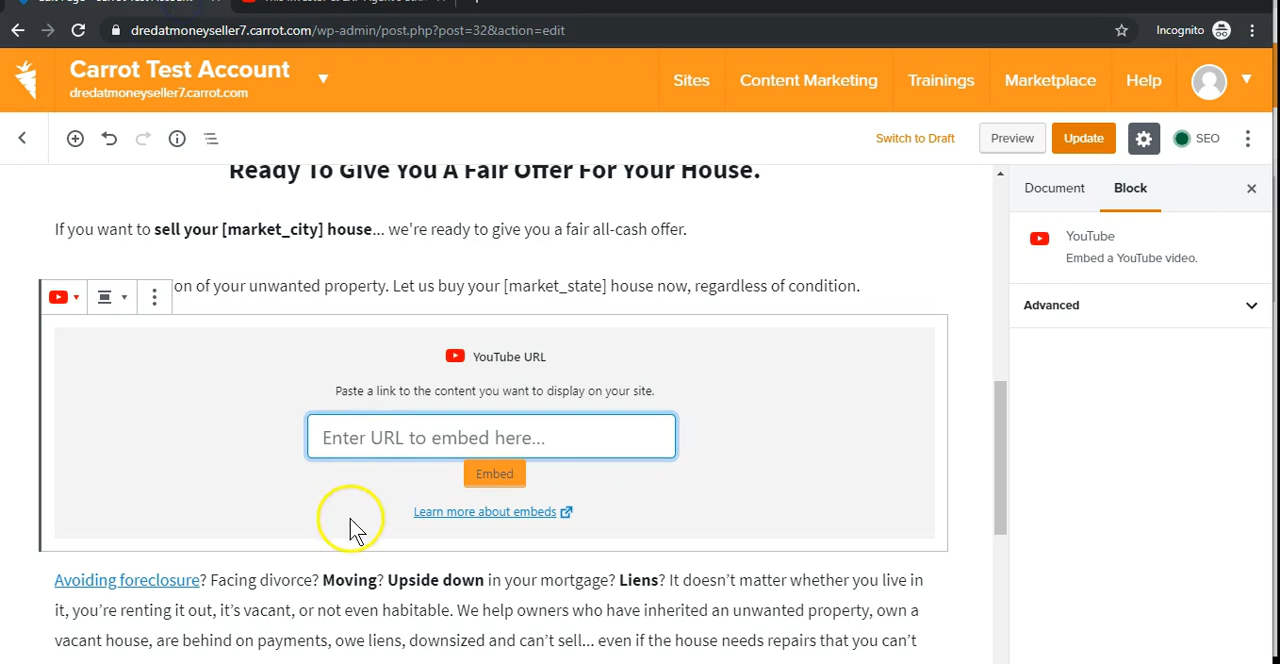 dredatmoneyseller7.carrot.com/wp-admin/post.php?post=32&action=edit
Incognito
Carrot Test Account
dredatmoneyseller7.carrot.com
Sites
Content Marketing
Trainings
Marketplace
Help
Switch to Draft
Preview
Update
SEO
Ready To Give You A Fair Offer For Your House.
Document
Block
If you want to sell your [market_city] house... we're ready to give you a fair all-cash offer.
YouTube
Embed a YouTube video.
on of your unwanted property. Let us buy your [market_state] house now, regardless of condition.
Advanced
YouTube URL
Paste a link to the content you want to display on your site.
Enter URL to embed here...
Embed
Learn more about embeds
Avoiding foreclosure? Facing divorce? Moving? Upside down in your mortgage? Liens? It doesn't matter whether you live in
it, you're renting it out, it's vacant, or not even habitable. We help owners who have inherited an unwanted property, own a
vacant house, are behind on payments, owe liens, downsized and can't sell... even if the house needs repairs that you can't